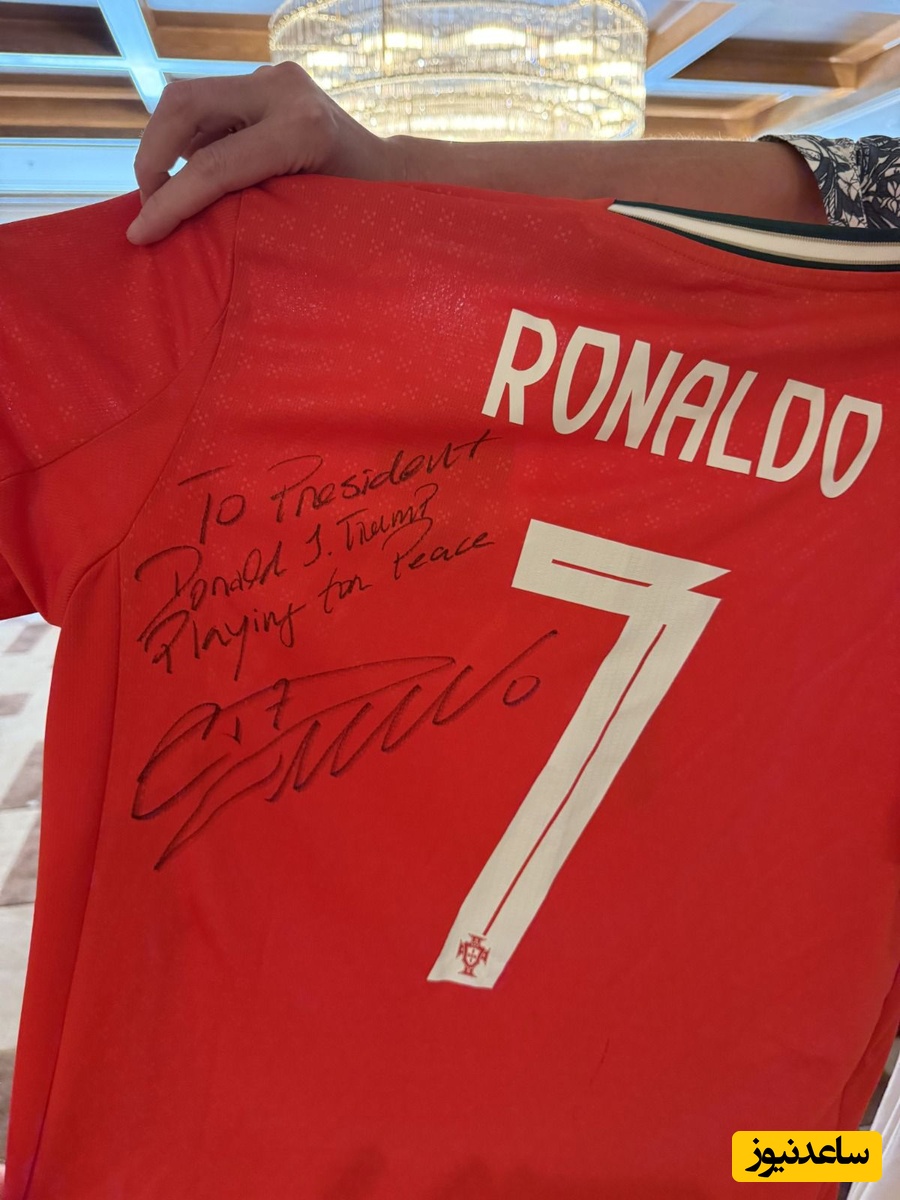 RONALDO
To President
Donald J. Trump
Playing for Peace
7
ساعدنیوز